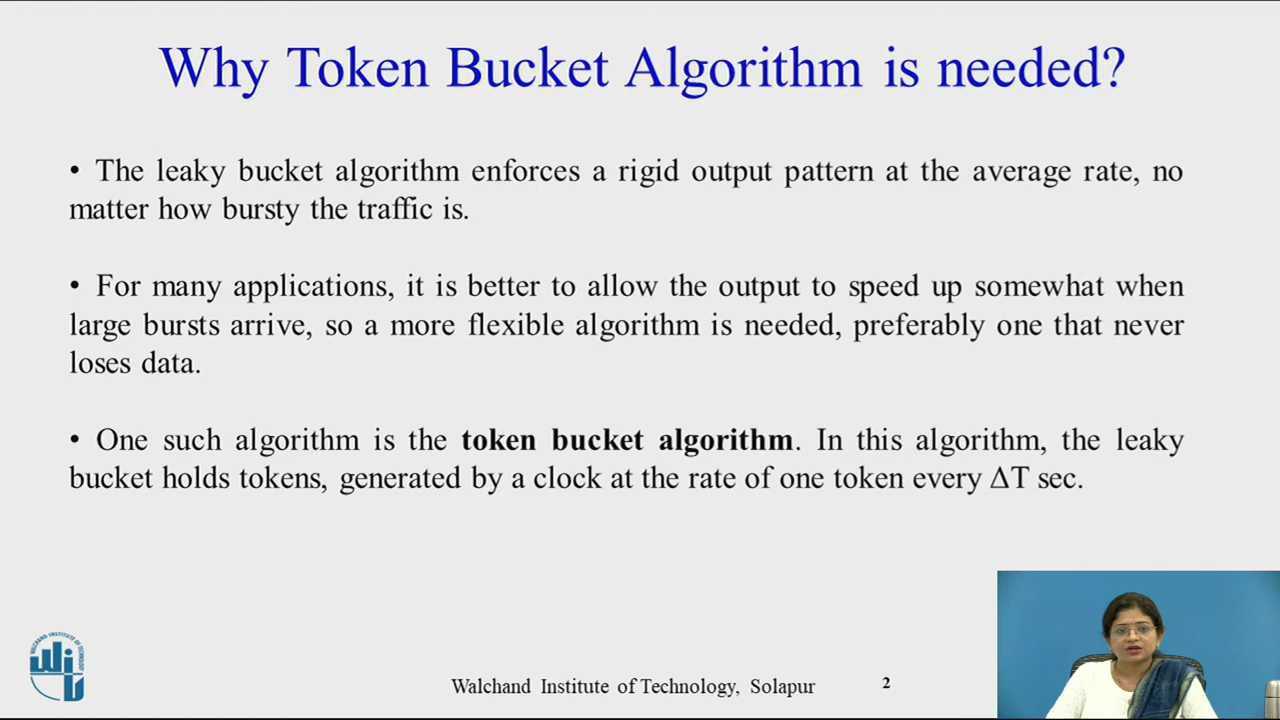 Why Token Bucket Algorithm is needed?
• The leaky bucket algorithm enforces a rigid output pattern at the average rate, no
matter how bursty the traffic is.
• For many applications, it is better to allow the output to speed up somewhat when
large bursts arrive, so a more flexible algorithm is needed, preferably one that never
loses data.
• One such algorithm is the token bucket algorithm. In this algorithm, the leaky
bucket holds tokens, generated by a clock at the rate of one token every ΔT sec.
WALCHAND INSTITUTE OF TECHNOLOGY
Walchand Institute of Technology, Solapur
2